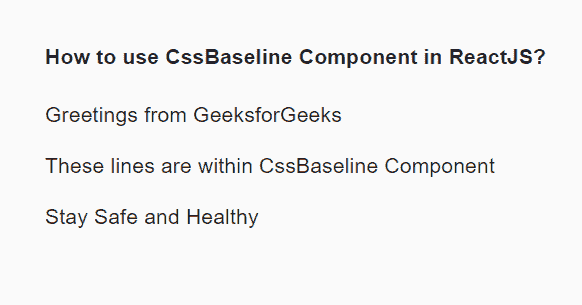 How to use CssBaseline Component in ReactJS?
Greetings from GeeksforGeeks
These lines are within CssBaseline Component
Stay Safe and Healthy